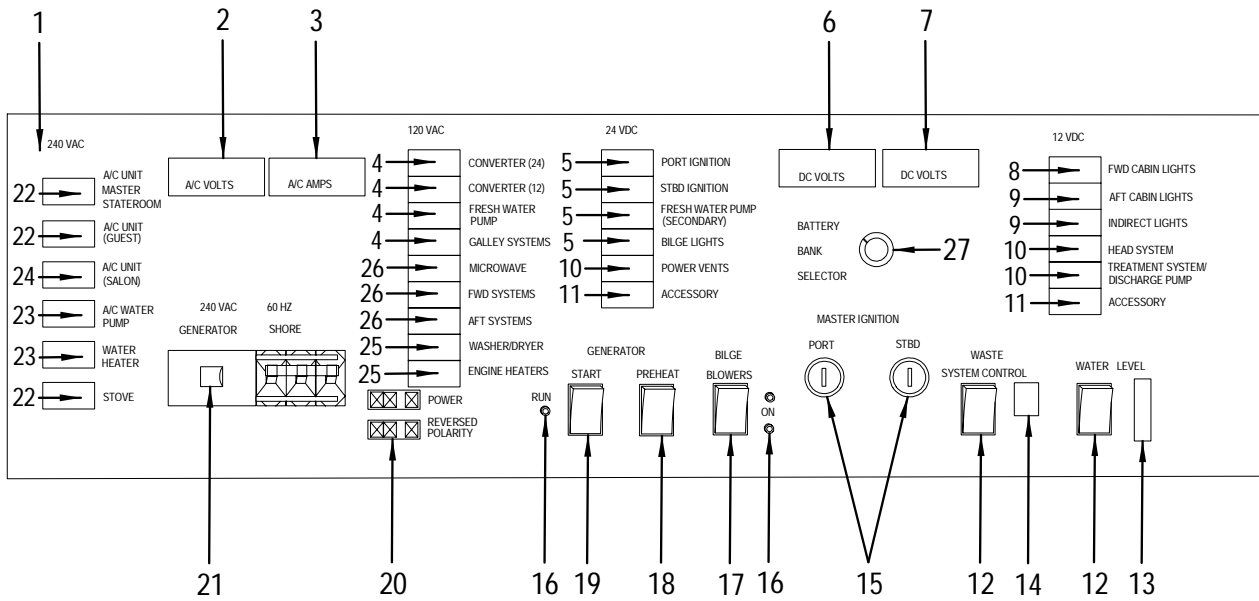 1
2
3
6
7
240 VAC
120 VAC
24 VDC
12 VDC
22
A/C UNIT
MASTER
STATEROOM
22
A/C UNIT
(GUEST)
24
A/C UNIT
(SALON)
23
A/C WATER
PUMP
23
WATER
HEATER
22
STOVE
A/C VOLTS
A/C AMPS
240 VAC
60 HZ
GENERATOR
SHORE
4
CONVERTER (24)
4
CONVERTER (12)
4
FRESH WATER
PUMP
4
GALLEY SYSTEMS
26
MICROWAVE
26
FWD SYSTEMS
26
AFT SYSTEMS
25
WASHER/DRYER
25
ENGINE HEATERS
POWER
REVERSED
POLARITY
5
PORT IGNITION
5
STBD IGNITION
5
FRESH WATER PUMP
(SECONDARY)
5
BILGE LIGHTS
10
POWER VENTS
11
ACCESSORY
GENERATOR
RUN
START
PREHEAT
BILGE
BLOWERS
ON
DC VOLTS
DC VOLTS
BATTERY
BANK
SELECTOR
27
MASTER IGNITION
PORT
STBD
8
FWD CABIN LIGHTS
9
AFT CABIN LIGHTS
9
INDIRECT LIGHTS
10
HEAD SYSTEM
10
TREATMENT SYSTEM/
DISCHARGE PUMP
11
ACCESSORY
WASTE
SYSTEM CONTROL
WATER LEVEL
21
20
16
19
18
17
16
15
12
14
12
13